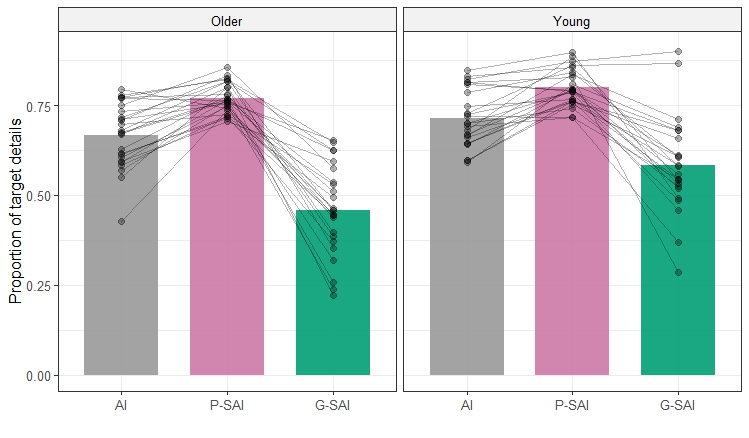 Older
Young
Proportion of target details
0.75
0.50
0.25
0.00
AI
P-SAI
G-SAI
AI
P-SAI
G-SAI